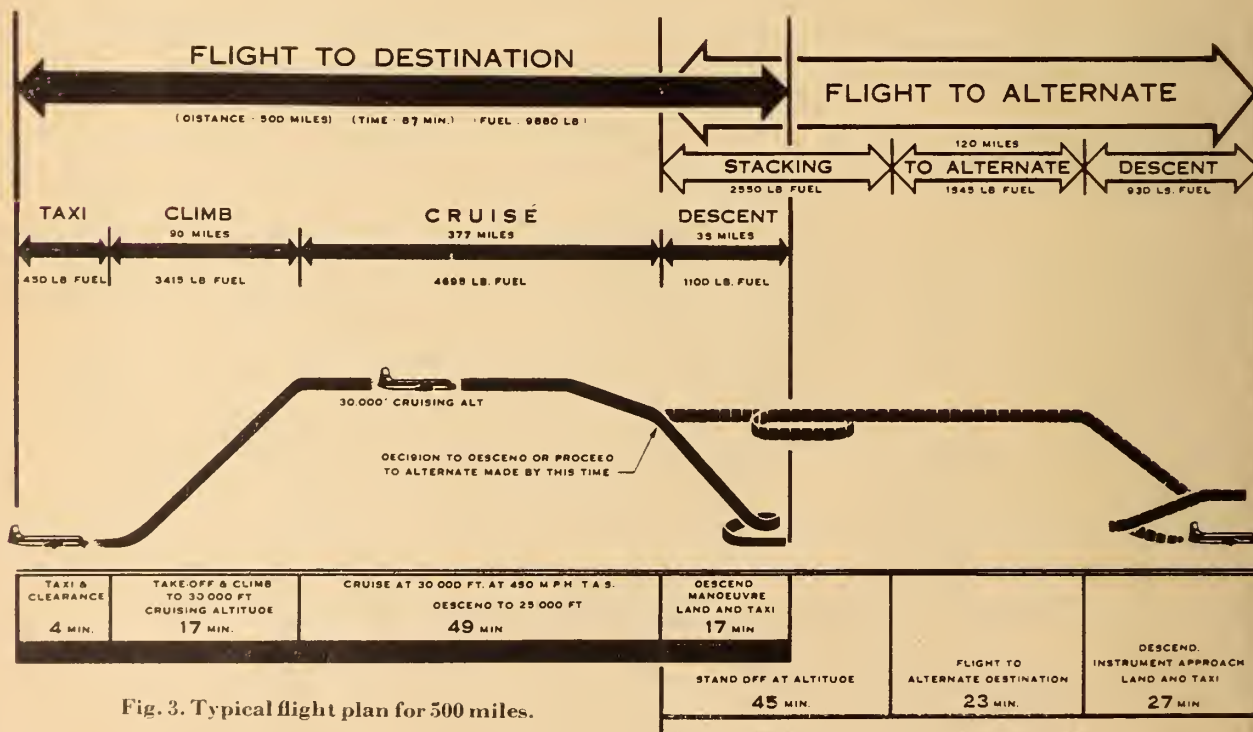 FLIGHT TO DESTINATION
(DISTANCE - 500 MILES) (TIME - 87 MIN.) (FUEL . 9880 LB)
FLIGHT TO ALTERNATE
120 MILES
STACKING
TO ALTERNATE
DESCENT
2550 LB FUEL
1545 LB FUEL
930 LB. FUEL
TAXI
CLIMB
CRUISE
DESCENT
90 MILES
377 MILES
35 MILES
450 LB FUEL
3415 LB FUEL
4698 LB. FUEL
1100 LB. FUEL
30,000' CRUISING ALT
DECISION TO DESCEND OR PROCEED
TO ALTERNATE MADE BY THIS TIME
TAXI &
CLEARANCE
4 MIN.
TAKE-OFF & CLIMB
TO 30 000 FT
CRUISING ALTITUDE
17 MIN.
CRUISE AT 30 000 FT. AT 450 M P H T A S.
DESCEND TO 25 000 FT
49 MIN
DESCEND
MANOEUVRE
LAND AND TAXI
17 MIN
STAND OFF AT ALTITUDE
45 MIN.
FLIGHT TO
ALTERNATE DESTINATION
23 MIN.
DESCEND.
INSTRUMENT APPROACH
LAND AND TAXI
27 MIN
Fig. 3. Typical flight plan for 500 miles.